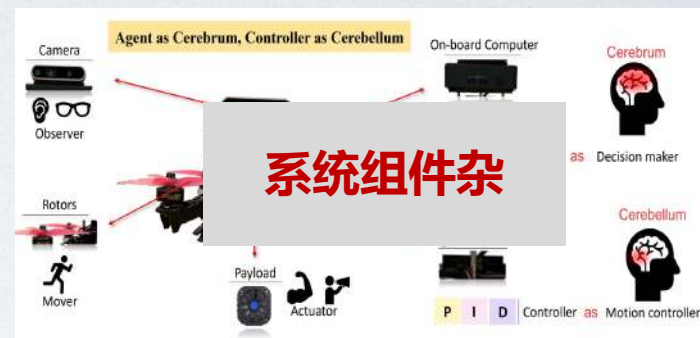 Agent as Cerebrum, Controller as Cerebellum
Camera
Observer
On-board Computer
Cerebrum
as Decision maker
系统组件杂
Rotors
Mover
Payload
Actuator
Cerebellum
P I D Controller as Motion controller